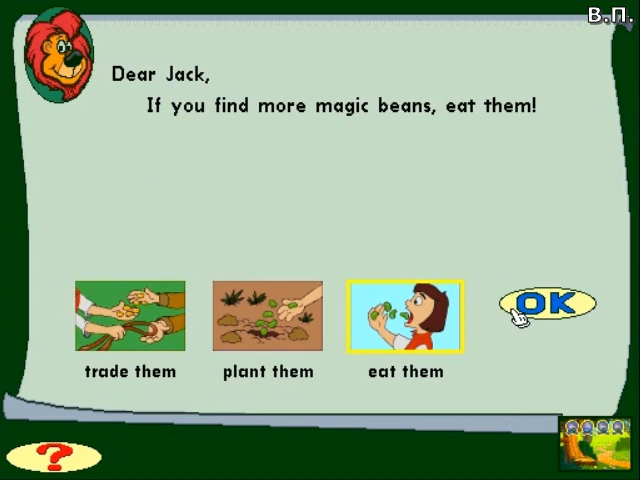 В.П.
Dear Jack,
If you find more magic beans, eat them!
OK
trade them
plant them
eat them
?